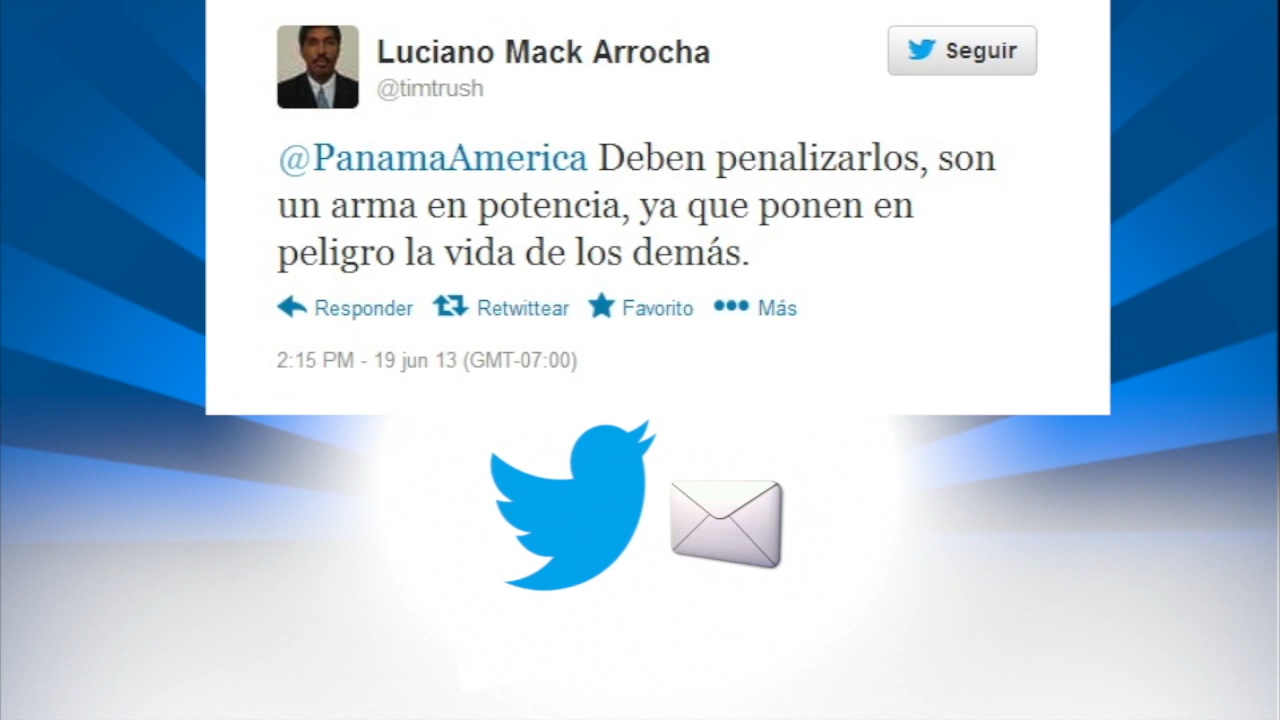 Luciano Mack Arrocha
Seguir
@timtrush
@PanamaAmerica Deben penalizarlos, son
un arma en potencia, ya que ponen en
peligro la vida de los demás.
Responder Retwittear Favorito Más
2:15 PM - 19 jun 13 (GMT-07:00)